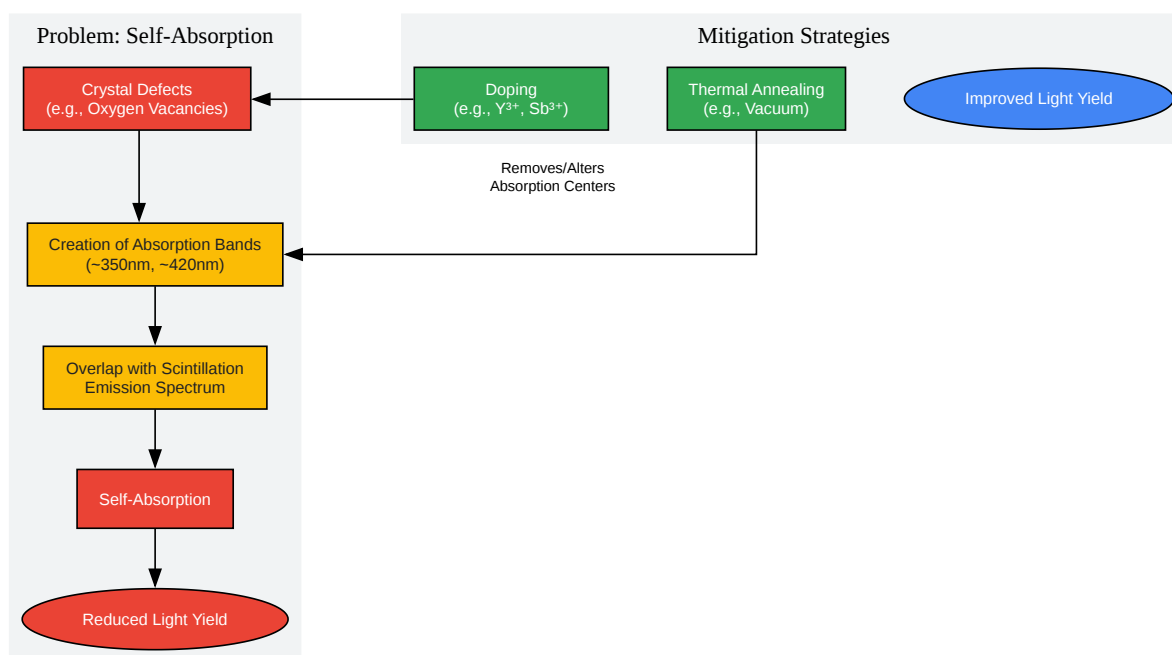 Problem: Self-Absorption
Crystal Defects
(e.g., Oxygen Vacancies)
Creation of Absorption Bands
(~350nm, ~420nm)
Overlap with Scintillation
Emission Spectrum
Self-Absorption
Reduced Light Yield
Mitigation Strategies
Doping
(e.g., Y³⁺, Sb³⁺)
Thermal Annealing
(e.g., Vacuum)
Improved Light Yield
Removes/Alters
Absorption Centers